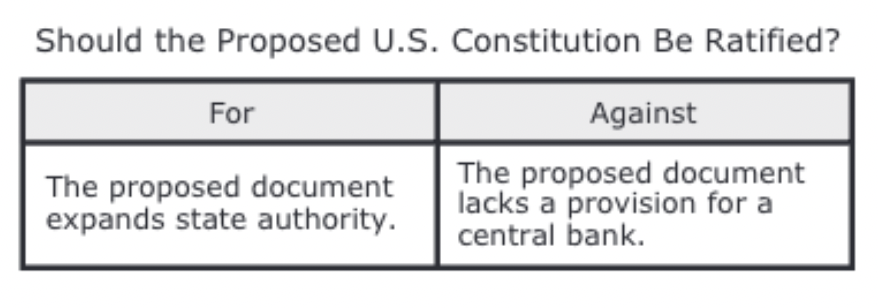 Should the Proposed U.S. Constitution Be Ratified?
For
Against
The proposed document
expands state authority.
The proposed document
lacks a provision for a
central bank.